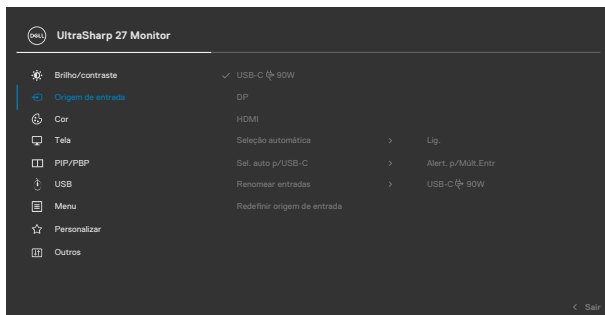 DELL UltraSharp 27 Monitor
Brilho/contraste USB-C 90W
Origem de entrada DP
Cor HDMI
Tela Seleção automática > Lig.
PIP/PBP Sel. auto p/USB-C > Alert. p/Múlt.Entr
USB Renomear entradas > USB-C 90W
Menu Redefinir origem de entrada
Personalizar
Outros
< Sair